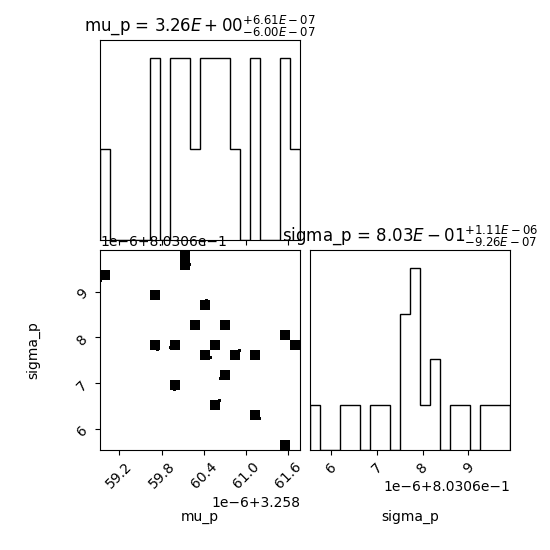 mu_p = 3.26E + 00+6.61E−07 −6.00E−07
1e−6+8.0306e−1
sigma_p = 8.03E − 01+1.11E−06 −9.26E−07
sigma_p
9
8
7
6
59.2 59.8 60.4 61.0 61.6
1e−6+3.258
mu_p
6 7 8 9
1e−6+8.0306e−1
sigma_p